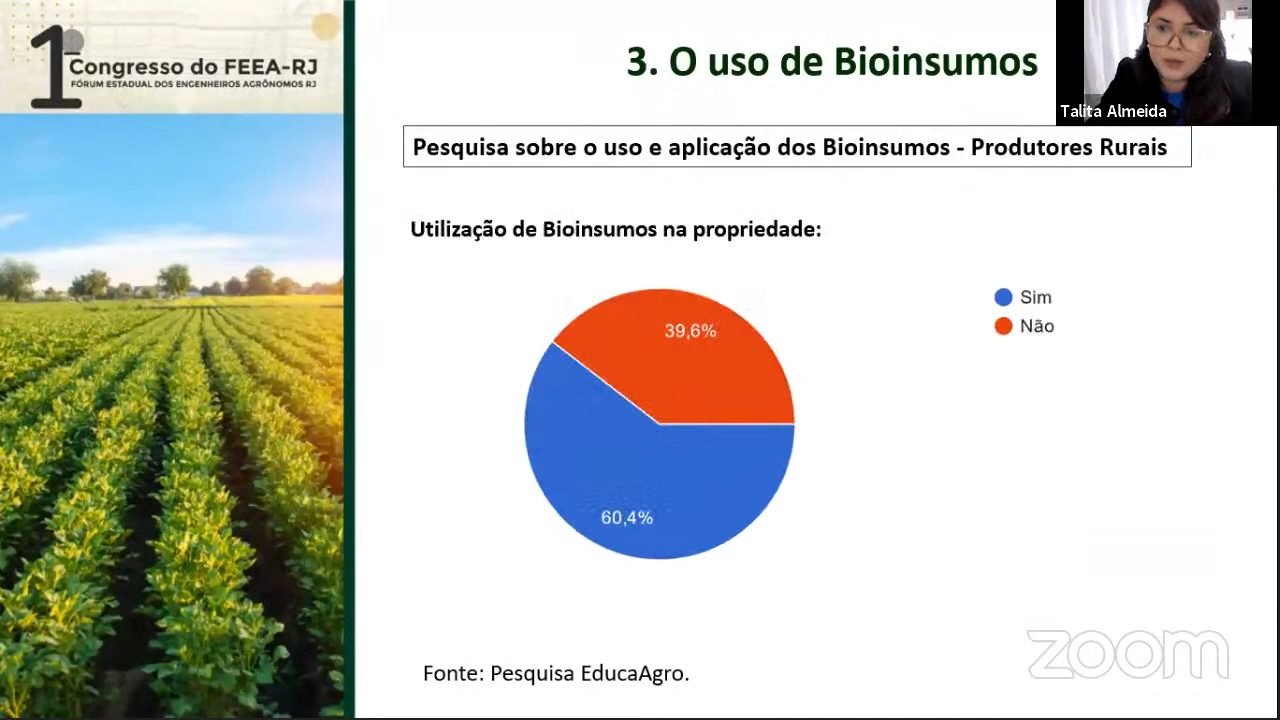 1º Congresso do FEEA-RJ
FÓRUM ESTADUAL DOS ENGENHEIROS AGRÔNOMOS RJ
3. O uso de Bioinsumos
Talita Almeida
Pesquisa sobre o uso e aplicação dos Bioinsumos - Produtores Rurais
Utilização de Bioinsumos na propriedade:
Sim
Não
39,6%
60,4%
Fonte: Pesquisa EducaAgro.
zoom